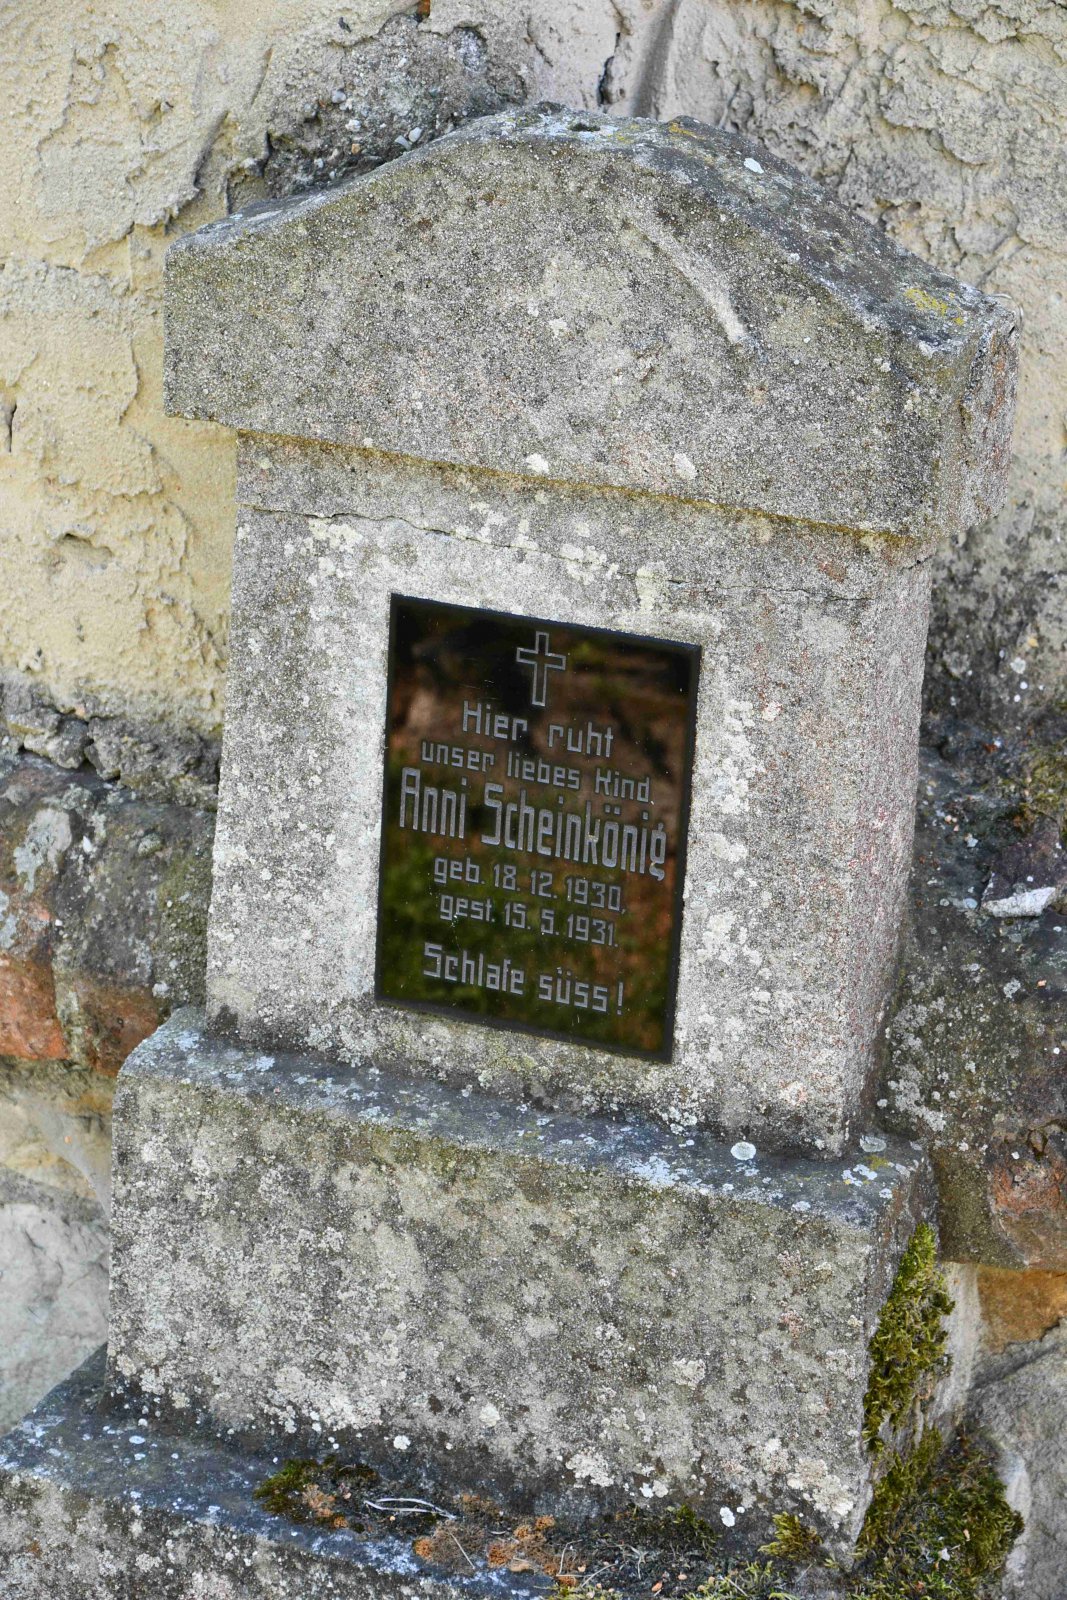 Hier ruht
unser liebes Kind.
Anni Scheinkönig
geb. 18. 12. 1930,
gest. 15. 5. 1931.
Schlafe süss!